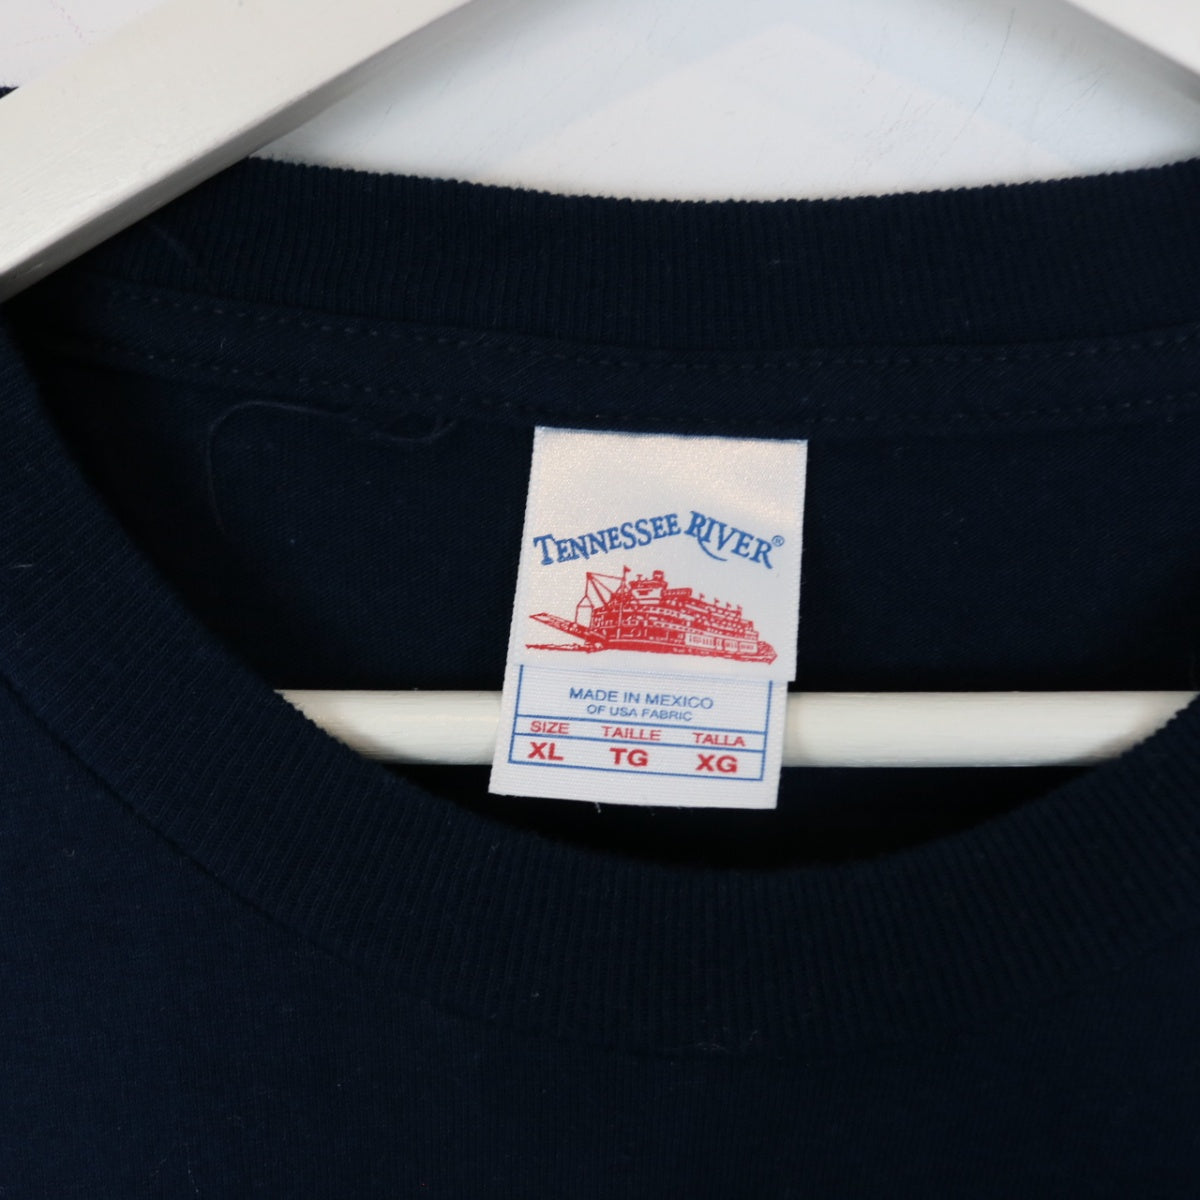 TENNESSEE RIVER®
MADE IN MEXICO
OF USA FABRIC
SIZE TAILLE TALLA
XL TG XG